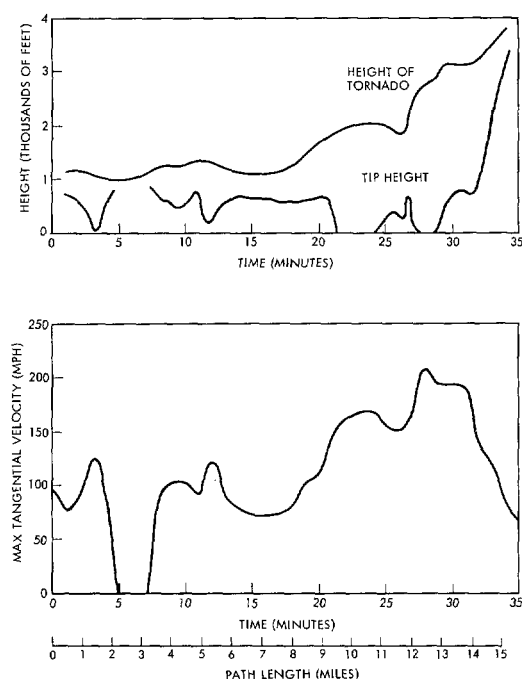 HEIGHT (THOUSANDS OF FEET)
4
3
2
1
0
HEIGHT OF
TORNADO
TIP HEIGHT
0 5 10 15 20 25 30 35
TIME (MINUTES)
MAX TANGENTIAL VELOCITY (MPH)
250
200
150
100
50
0
0 5 10 15 20 25 30 35
TIME (MINUTES)
0 1 2 3 4 5 6 7 8 9 10 11 12 13 14 15
PATH LENGTH (MILES)